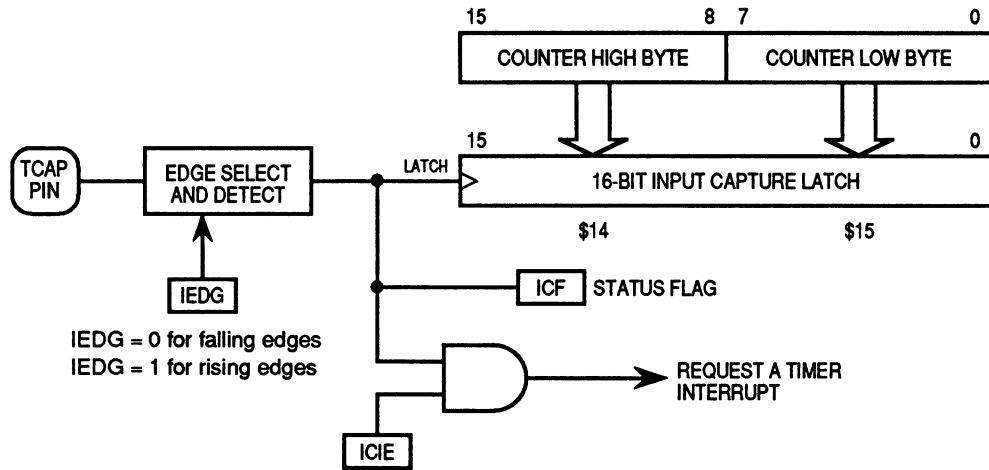 15 8 7 0
COUNTER HIGH BYTE COUNTER LOW BYTE
15 0
TCAP
PIN
EDGE SELECT
AND DETECT
LATCH
16-BIT INPUT CAPTURE LATCH
$14 $15
IEDG
ICF STATUS FLAG
IEDG = 0 for falling edges
IEDG = 1 for rising edges
REQUEST A TIMER
INTERRUPT
ICIE